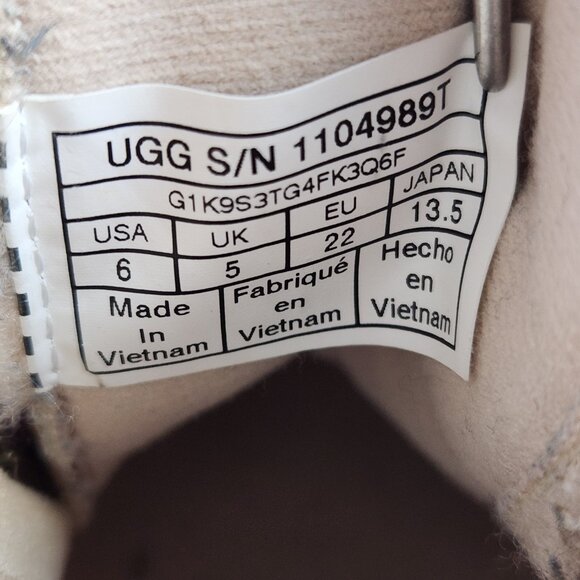 UGG S/N 1104989T
G1K9S3TG4FK3Q6F
USA UK EU JAPAN
6 5 22 13.5
Made Fabriqué Hecho
In en en
Vietnam Vietnam Vietnam